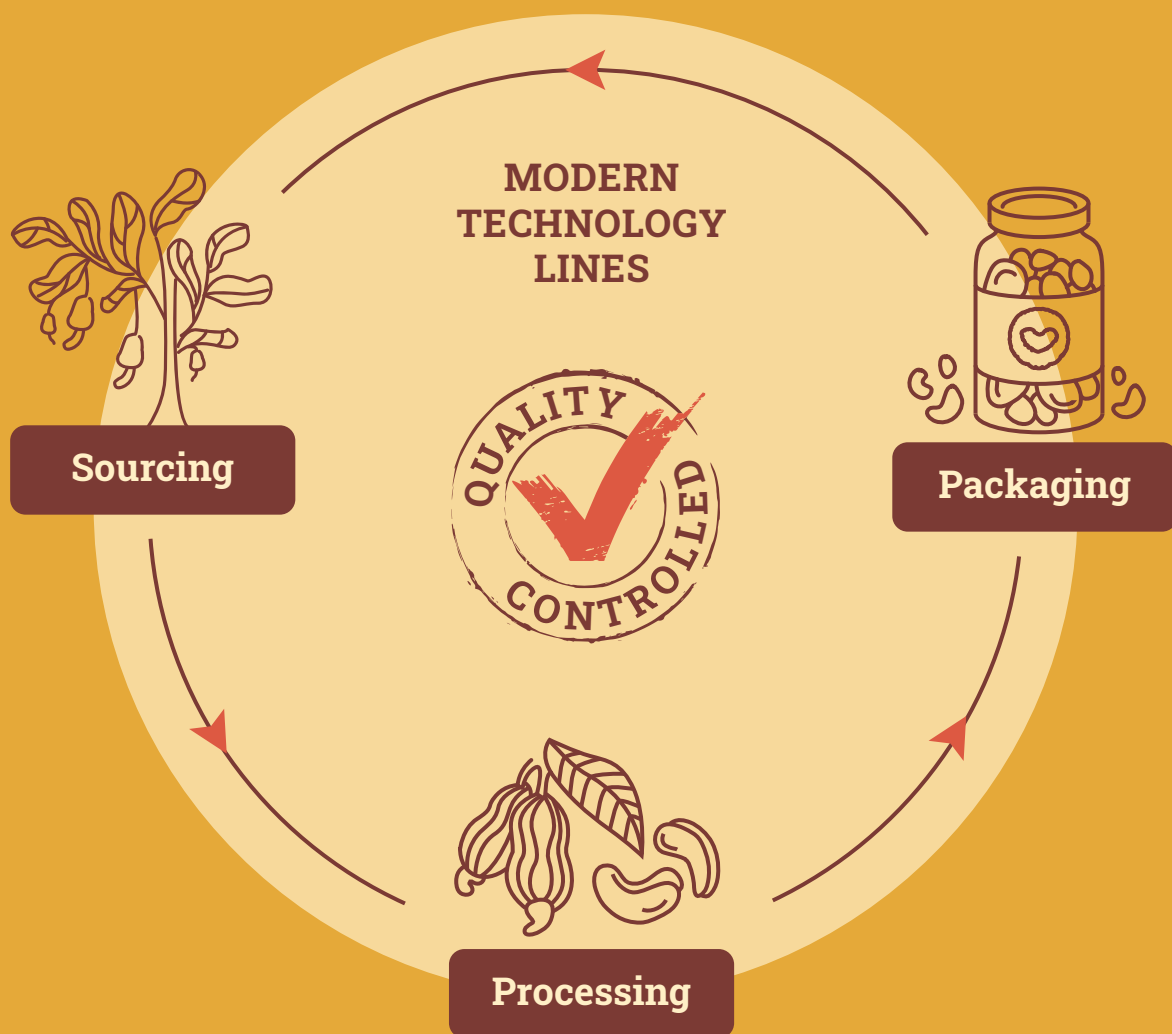 MODERN
TECHNOLOGY
LINES
QUALITY
CONTROLLED
Sourcing
Packaging
Processing